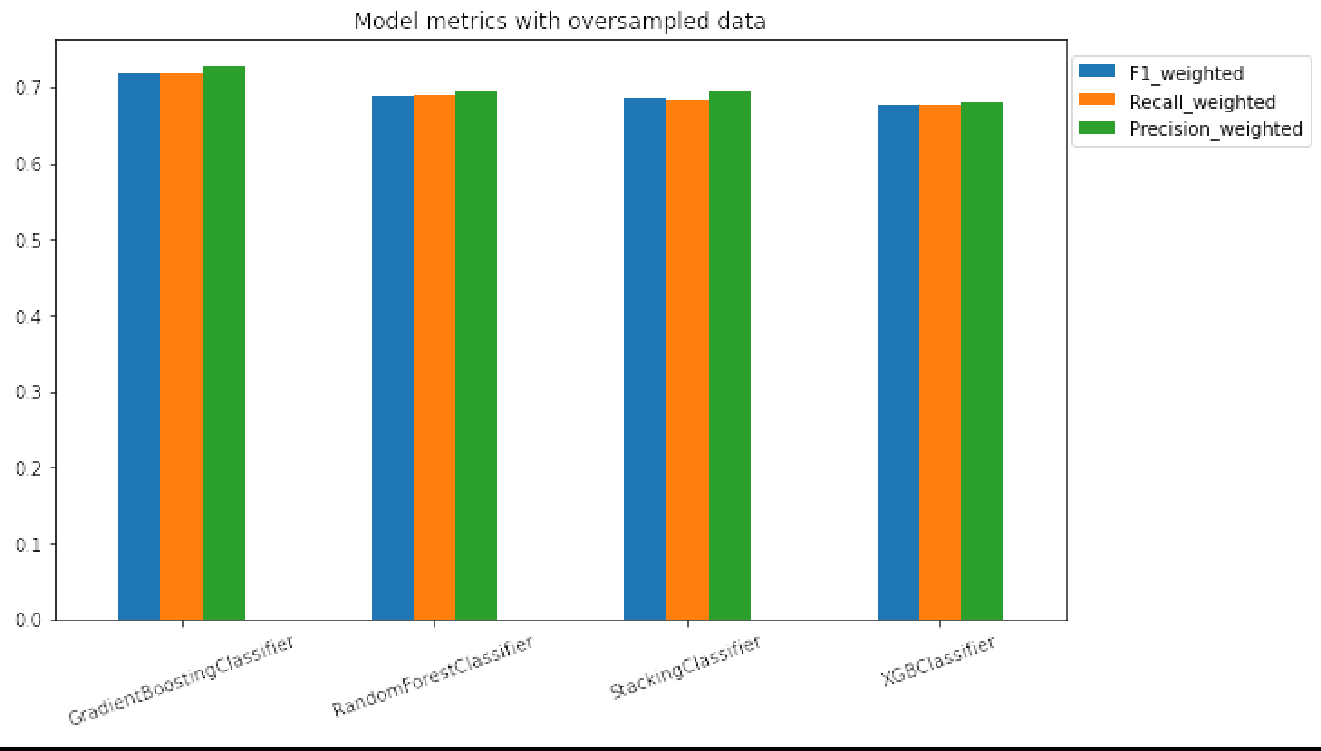 Model metrics with oversampled data
F1_weighted
Recall_weighted
Precision_weighted
0.7
0.6
0.5
0.4
0.3
0.2
0.1
0.0
GradientBoostingClassifier
RandomForestClassifier
StackingClassifier
XGBClassifier